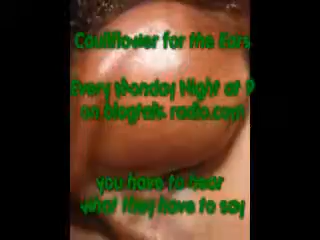 Cauliflower for the Ears
Every Monday Night at 9
on blogtalk radio.com
you have to hear
what they have to say